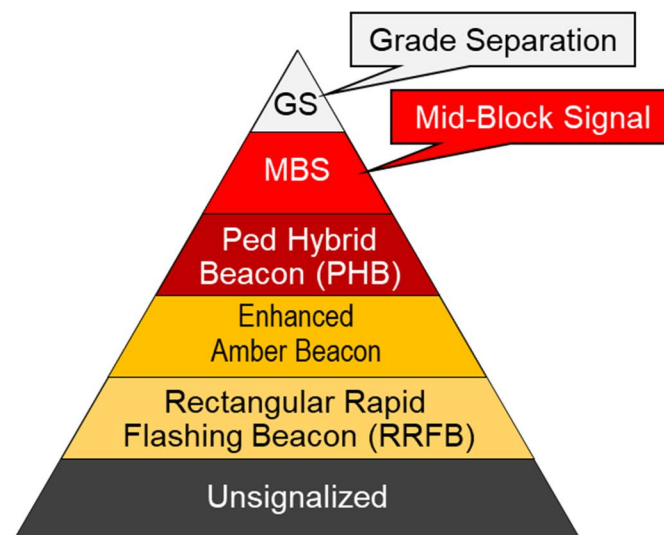 Grade Separation
GS
Mid-Block Signal
MBS
Ped Hybrid
Beacon (PHB)
Enhanced
Amber Beacon
Rectangular Rapid
Flashing Beacon (RRFB)
Unsignalized